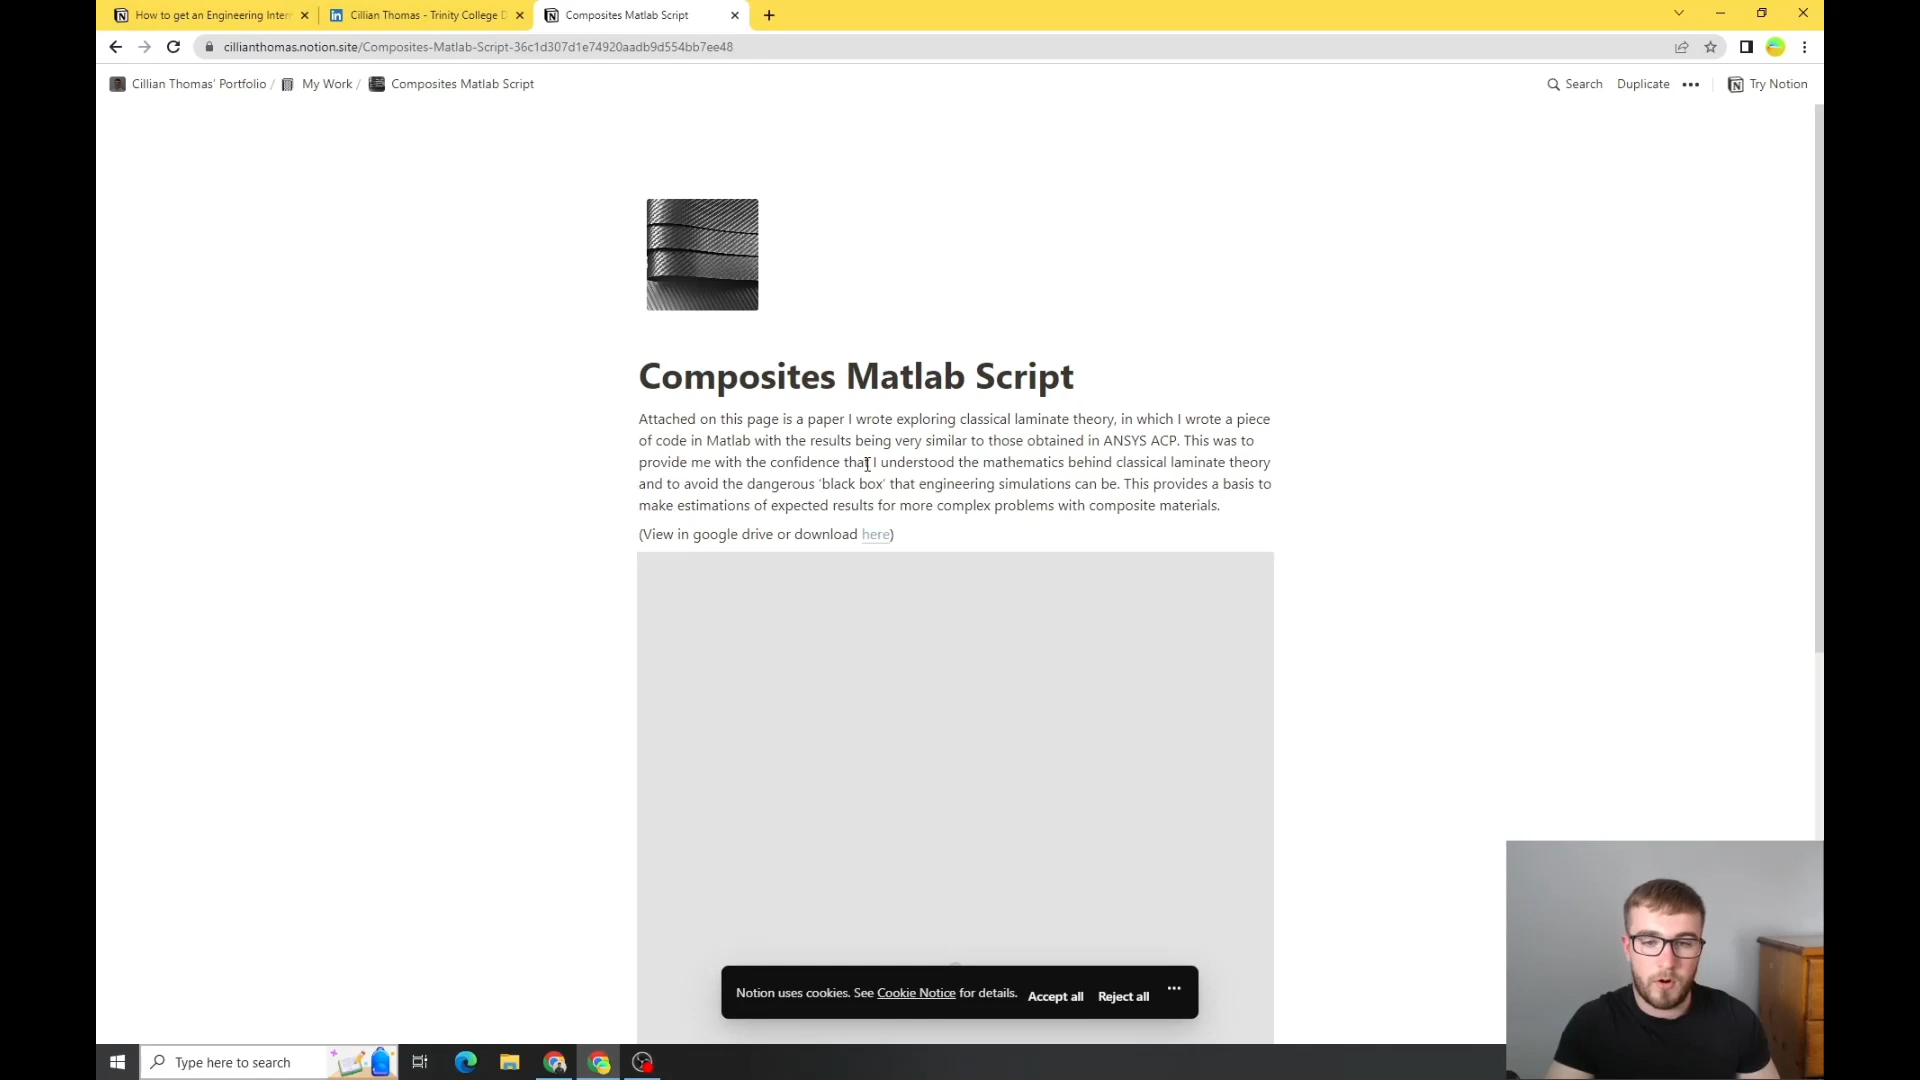 How to get an Engineering Inter
Cillian Thomas - Trinity College D
Composites Matlab Script
cillianthomas.notion.site/Composites-Matlab-Script-36c1d307d1e74920aadb9d554bb7ee48
Cillian Thomas' Portfolio / My Work / Composites Matlab Script
Search Duplicate Try Notion
Composites Matlab Script
Attached on this page is a paper I wrote exploring classical laminate theory, in which I wrote a piece
of code in Matlab with the results being very similar to those obtained in ANSYS ACP. This was to
provide me with the confidence that I understood the mathematics behind classical laminate theory
and to avoid the dangerous 'black box' that engineering simulations can be. This provides a basis to
make estimations of expected results for more complex problems with composite materials.
(View in google drive or download here)
Notion uses cookies. See Cookie Notice for details. Accept all Reject all
Type here to search